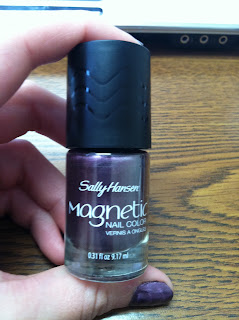 Sally Hansen
Magnetic
NAIL COLOR
VERNIS A ONGLES
0.31 fl oz 9.17 ml